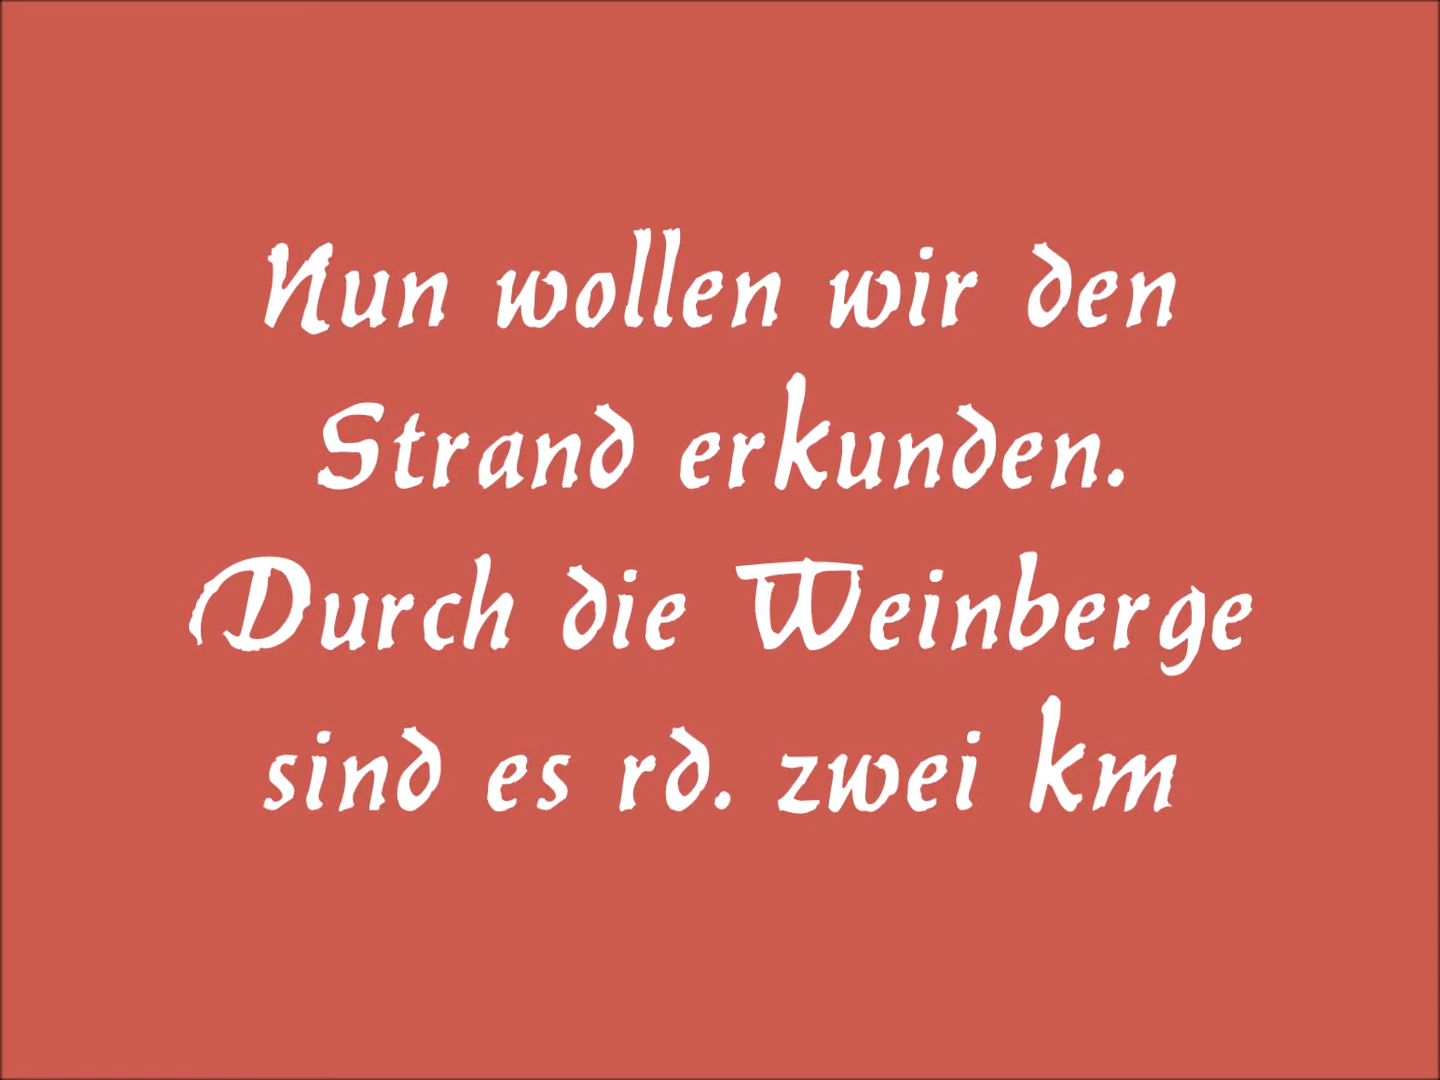 Nun wollen wir den
Strand erkunden.
Durch die Weinberge
sind es rd. zwei km